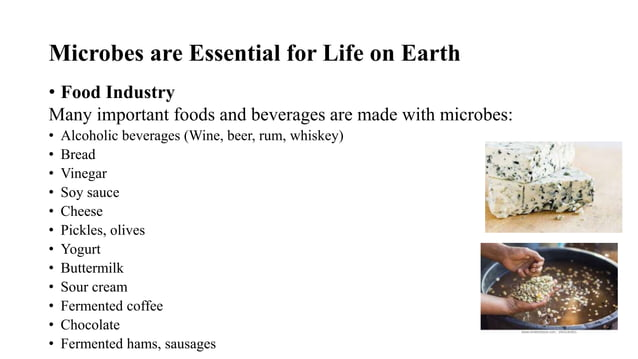 Microbes are Essential for Life on Earth
• Food Industry
Many important foods and beverages are made with microbes:
• Alcoholic beverages (Wine, beer, rum, whiskey)
• Bread
• Vinegar
• Soy sauce
• Cheese
• Pickles, olives
• Yogurt
• Buttermilk
• Sour cream
• Fermented coffee
• Chocolate
• Fermented hams, sausages